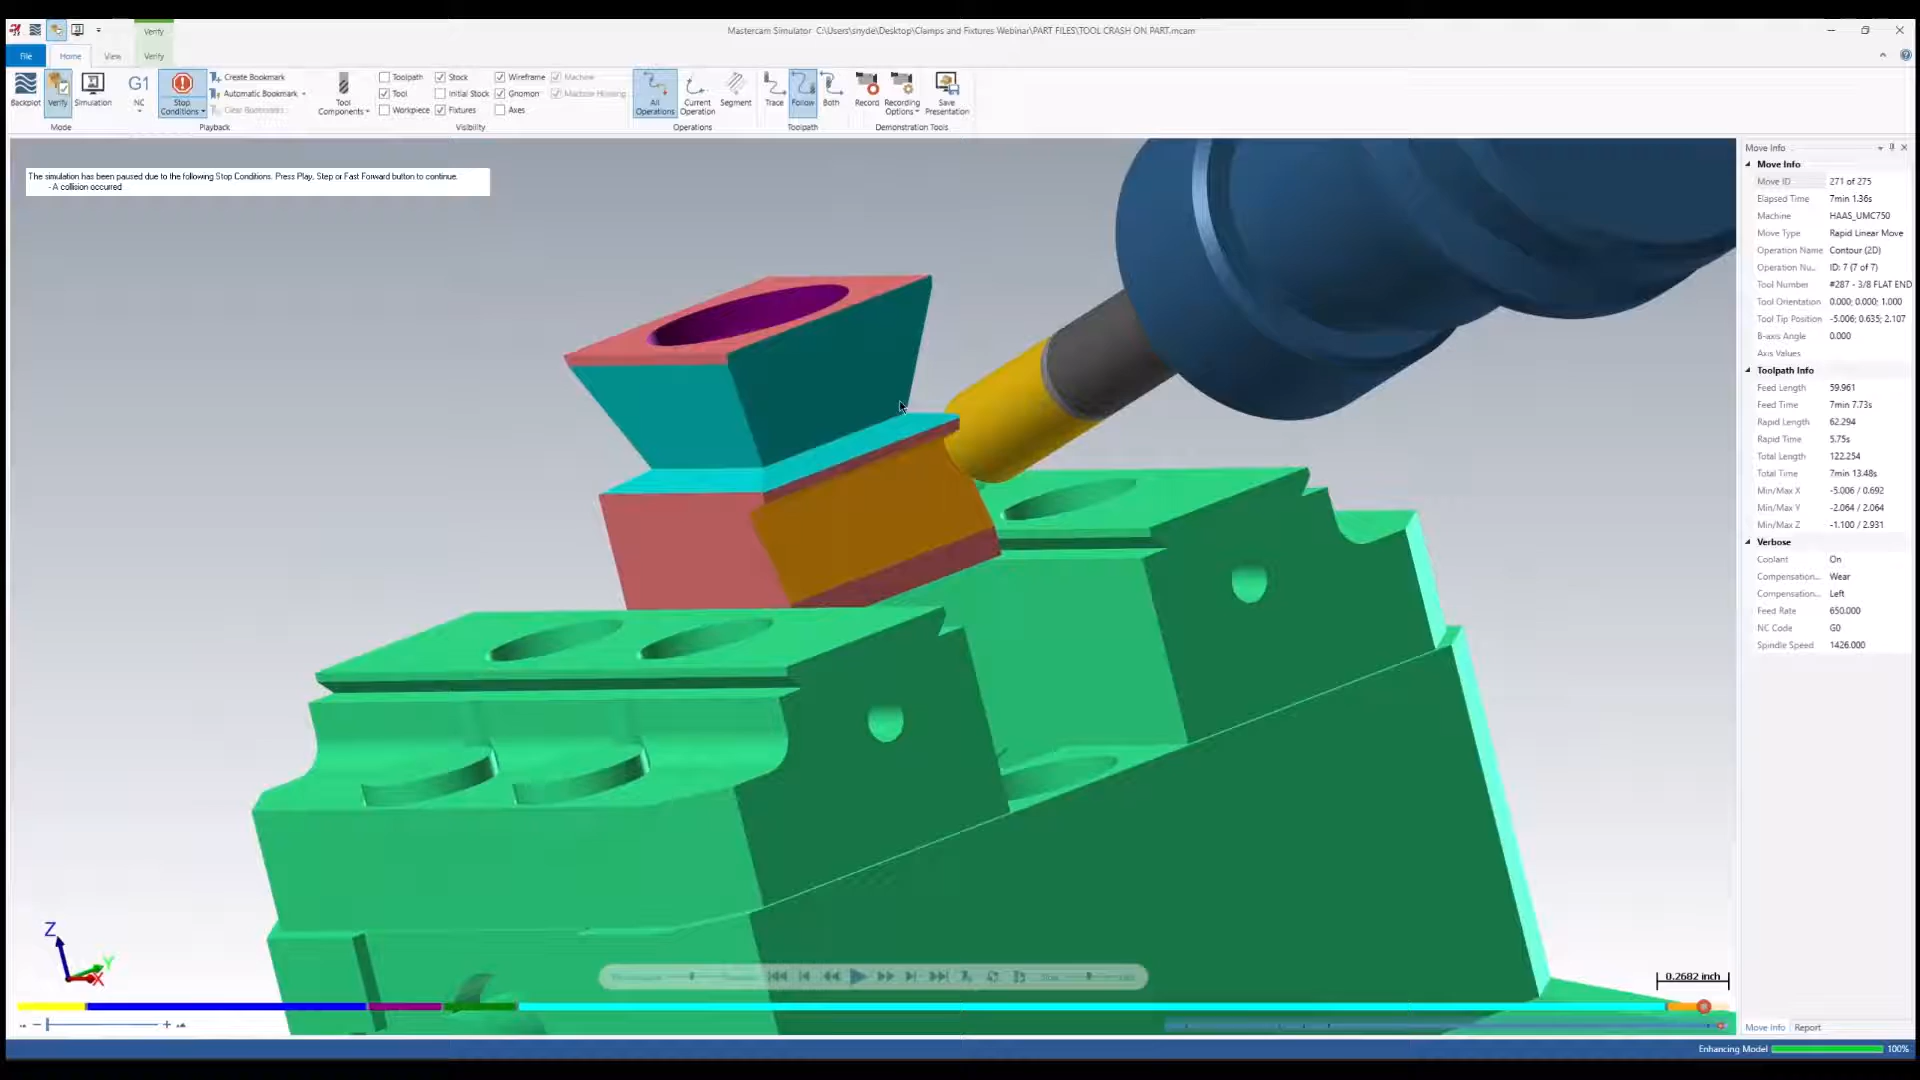 Verify
Mastercam Simulator C:\Users\snyde\Desktop\Clamps and Fixtures Webinar\PART FILES\TOOL CRASH ON PART.mcam
File
Home
View
Verify
Backplot
Verify
Simulation
Mode
G1
NC
Stop
Conditions
Create Bookmark
Automatic Bookmark
Clear Bookmarks
Playback
Tool
Components
Toolpath
Stock
Wireframe
Machine
Tool
Initial Stock
Gnomon
Machine Housing
Workpiece
Fixtures
Axes
Visibility
All
Operations
Current
Operation
Segment
Operations
Trace
Follow
Both
Toolpath
Record
Recording
Options
Save
Presentation
Demonstration Tools
The simulation has been paused due to the following Stop Conditions. Press Play, Step or Fast Forward button to continue.
- A collision occurred
Move Info
Move Info
Move ID 271 of 275
Elapsed Time 7min 1.36s
Machine HAAS_UMC750
Move Type Rapid Linear Move
Operation Name Contour (2D)
Operation Nu... ID: 7 (7 of 7)
Tool Number #287 - 3/8 FLAT END
Tool Orientation 0.000; 0.000; 1.000
Tool Tip Position -5.006; 0.635; 2.107
B-axis Angle 0.000
Axis Values
Toolpath Info
Feed Length 59.961
Feed Time 7min 7.73s
Rapid Length 62.294
Rapid Time 5.75s
Total Length 122.254
Total Time 7min 13.48s
Min/Max X -5.006 / 0.692
Min/Max Y -2.064 / 2.064
Min/Max Z -1.100 / 2.931
Verbose
Coolant On
Compensation... Wear
Compensation... Left
Feed Rate 650.000
NC Code G0
Spindle Speed 1426.000
Z
Y
X
0.2682 inch
Move Info
Report
Enhancing Model
100%